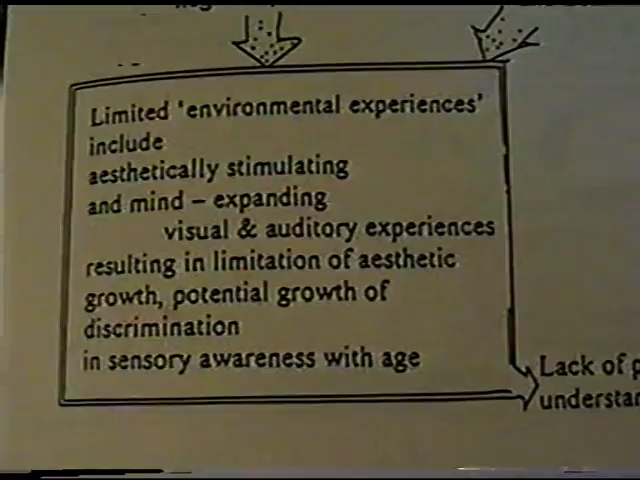 Limited 'environmental experiences'
include
aesthetically stimulating
and mind – expanding
visual & auditory experiences
resulting in limitation of aesthetic
growth, potential growth of
discrimination
in sensory awareness with age
Lack of